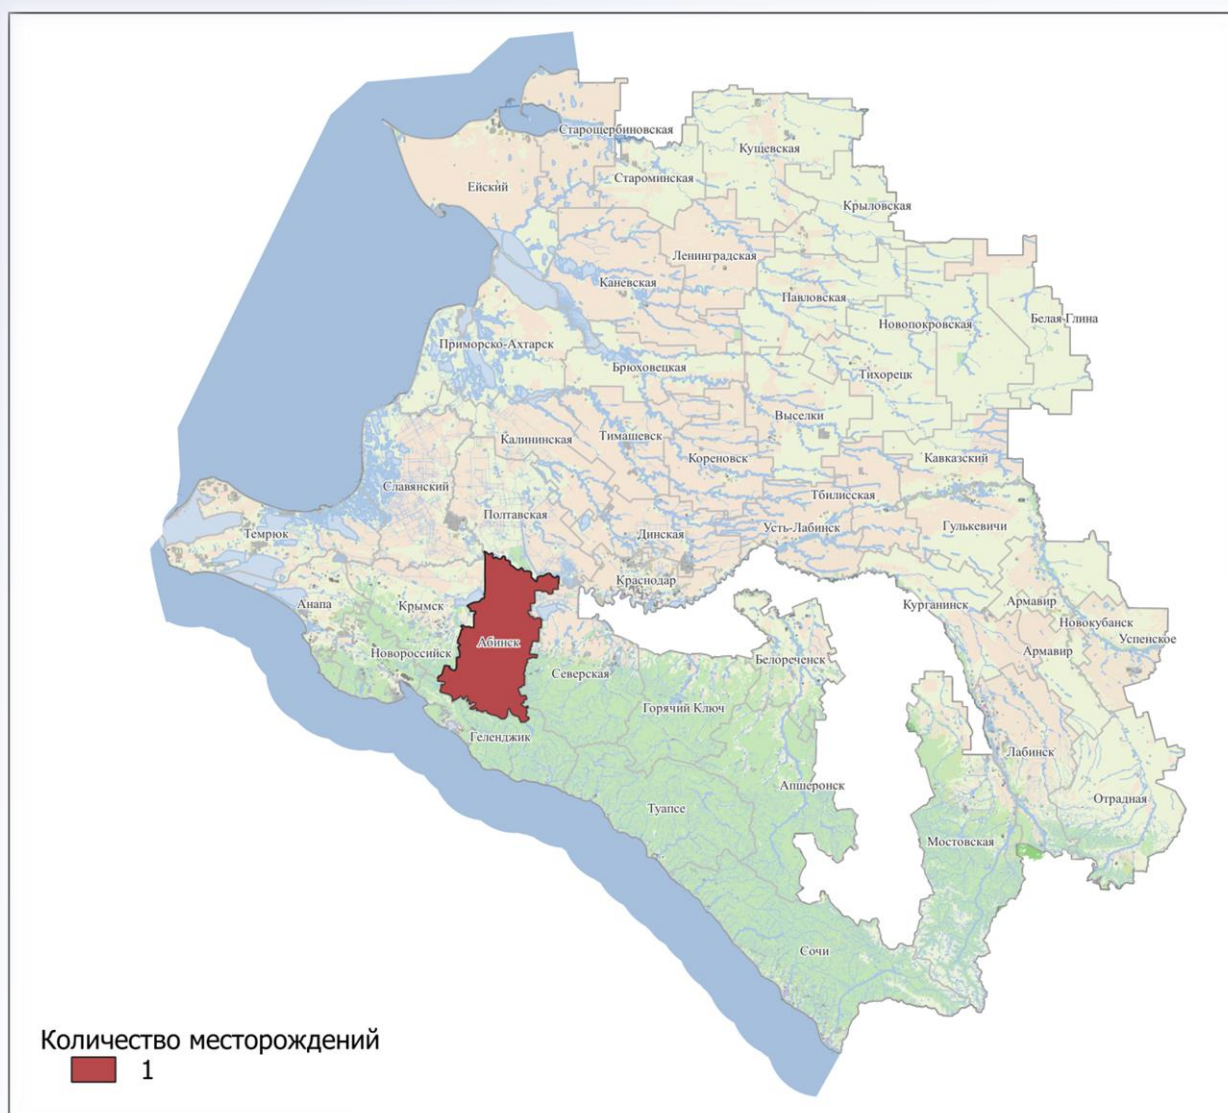 Старощербиновская
Кущевская
Староминская
Ейский
Крыловская
Ленинградская
Каневская
Павловская
Новопокровская
Белая Глина
Приморско-Ахтарск
Брюховецкая
Тихорецк
Выселки
Калининская
Тимашевск
Кореновск
Кавказский
Славянский
Тбилисская
Полтавская
Усть-Лабинск
Гулькевичи
Темрюк
Динская
Краснодар
Анапа
Крымск
Курганинск
Армавир
Новокубанск
Успенское
Абинск
Новороссийск
Армавир
Северская
Белореченск
Горячий Ключ
Геленджик
Лабинск
Апшеронск
Отрадная
Туапсе
Мостовская
Сочи
Количество месторождений
1